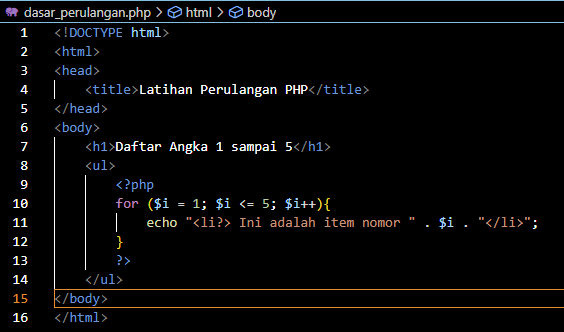 dasar_perulangan.php > html > body
1 <!DOCTYPE html>
2 <html>
3 <head>
4 <title>Latihan Perulangan PHP</title>
5 </head>
6 <body>
7 <h1>Daftar Angka 1 sampai 5</h1>
8 <ul>
9 <?php
10 for ($i = 1; $i <= 5; $i++){
11 echo "<li?> Ini adalah item nomor " . $i . "</li>";
12 }
13 ?>
14 </ul>
15 </body>
16 </html>